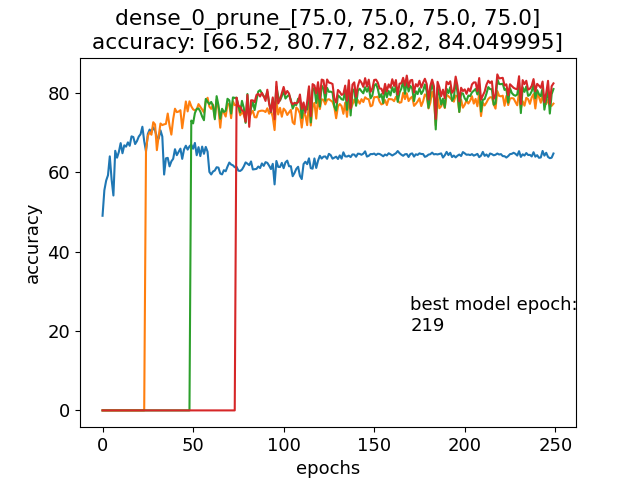 dense_0_prune_[75.0, 75.0, 75.0, 75.0]
accuracy: [66.52, 80.77, 82.82, 84.049995]
80
60
40
20
0
accuracy
best model epoch:
219
0 50 100 150 200 250
epochs